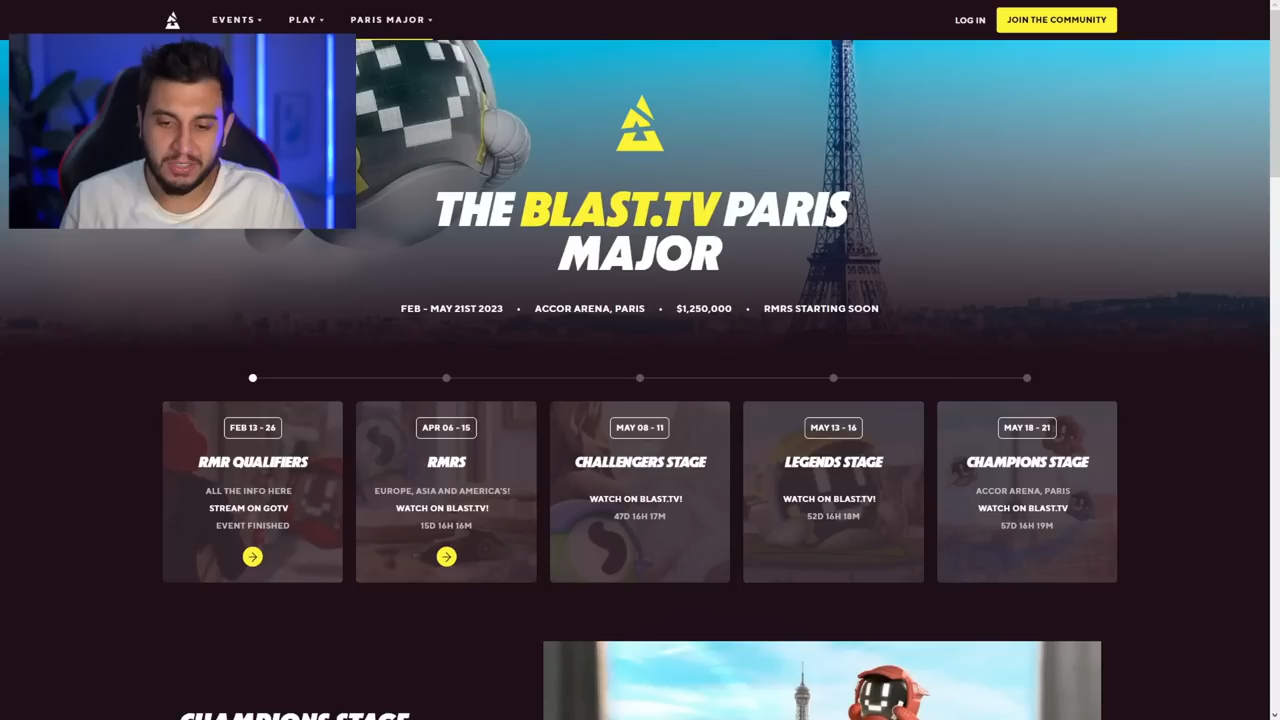 EVENTS
PLAY
PARIS MAJOR
LOG IN
JOIN THE COMMUNITY
THE BLAST.TV PARIS
MAJOR
FEB - MAY 21ST 2023 • ACCOR ARENA, PARIS • $1,250,000 • RMRS STARTING SOON
FEB 13 - 26
RMR QUALIFIERS
ALL THE INFO HERE
STREAM ON GOTV
EVENT FINISHED
APR 06 - 15
RMRS
EUROPE, ASIA AND AMERICA'S!
WATCH ON BLAST.TV!
15D 16H 16M
MAY 08 - 11
CHALLENGERS STAGE
WATCH ON BLAST.TV!
47D 16H 17M
MAY 13 - 16
LEGENDS STAGE
WATCH ON BLAST.TV!
52D 16H 18M
MAY 18 - 21
CHAMPIONS STAGE
ACCOR ARENA, PARIS
WATCH ON BLAST.TV
57D 16H 19M
CHAMPIONS STAGE